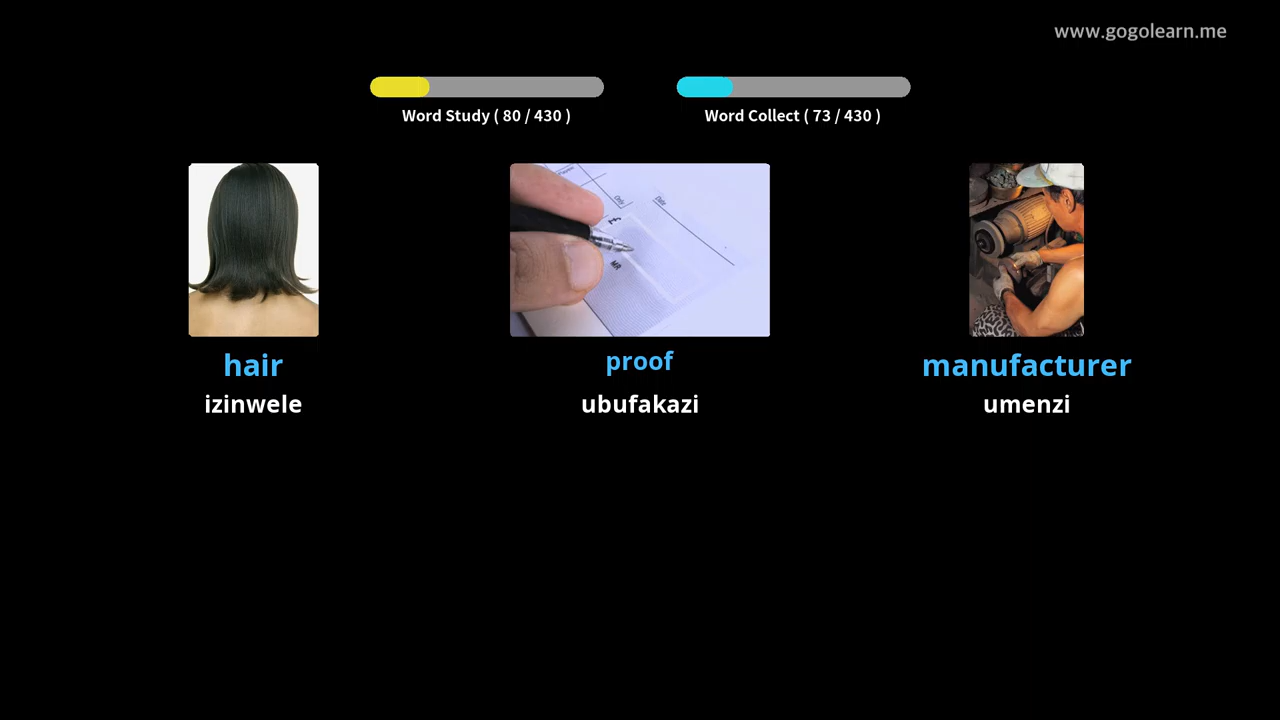 www.gogolearn.me
Word Study ( 80 / 430 )
Word Collect ( 73 / 430 )
hair
proof
manufacturer
izinwele
ubufakazi
umenzi